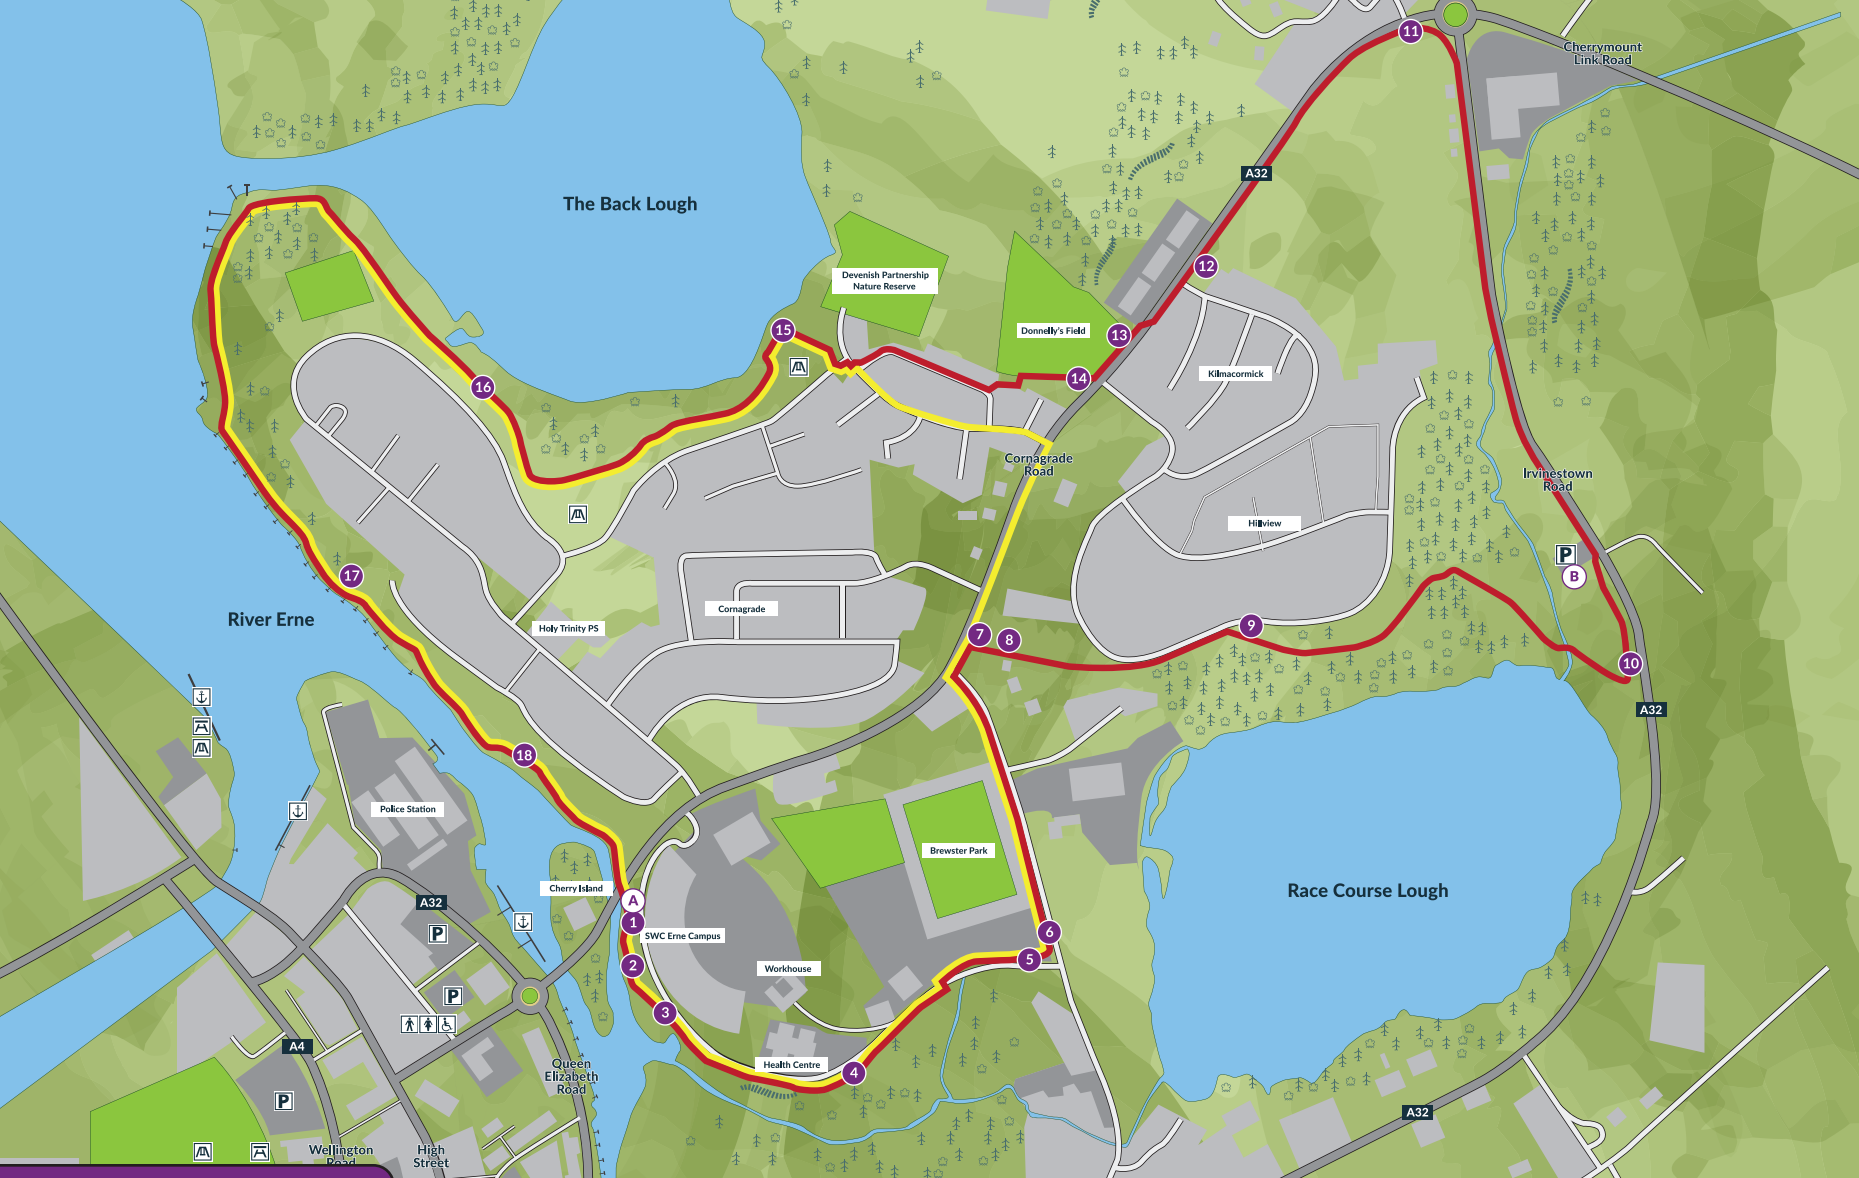 11
Cherrymount
Link Road
A32
The Back Lough
12
Devenish Partnership
Nature Reserve
15
Donnelly's Field
13
14
Kilmacormick
16
Cornagrade
Road
Irvinestown
Road
Hillview
P
B
17
River Erne
Cornagrade
Holy Trinity PS
7
8
9
10
A32
18
Police Station
Brewster Park
Cherry Island
A
Race Course Lough
A32
P
1
SWC Erne Campus
6
2
5
Workhouse
P
3
A4
Health Centre
4
Queen
Elizabeth
Road
P
A32
Wellington
Road
High
Street